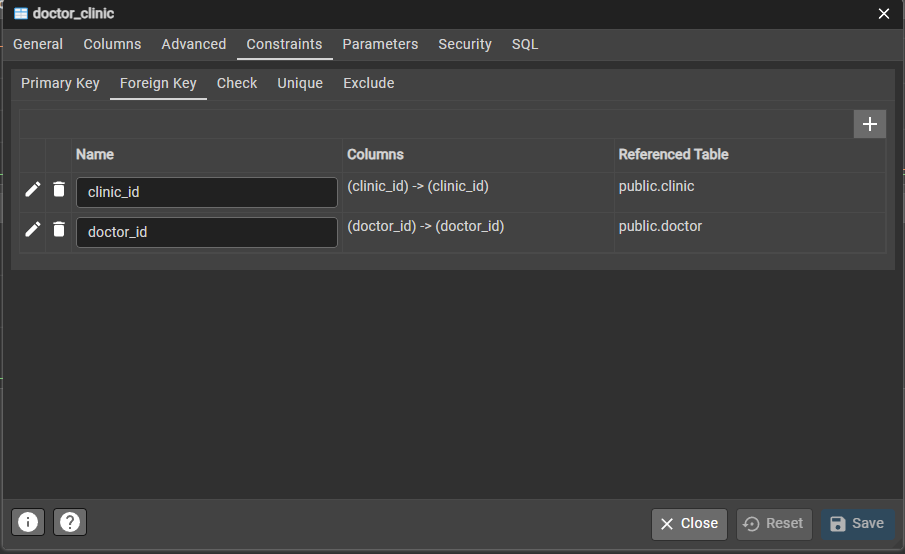 doctor_clinic
General Columns Advanced Constraints Parameters Security SQL
Primary Key Foreign Key Check Unique Exclude
Name Columns Referenced Table
clinic_id (clinic_id) -> (clinic_id) public.clinic
doctor_id (doctor_id) -> (doctor_id) public.doctor
Close Reset Save